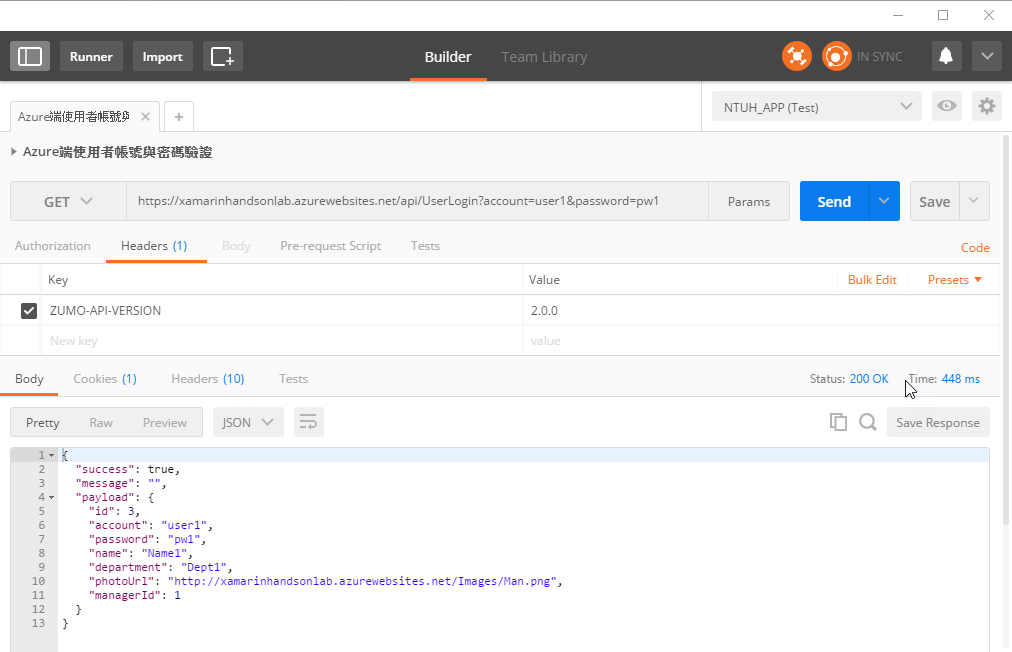 Runner Import Builder Team Library IN SYNC
Azure端使用者帳號與 NTUH_APP (Test)
Azure端使用者帳號與密碼驗證
GET https://xamarinhandsonlab.azurewebsites.net/api/UserLogin?account=user1&password=pw1 Params Send Save
Authorization Headers (1) Body Pre-request Script Tests Code
Key Value Bulk Edit Presets
ZUMO-API-VERSION 2.0.0
New key value
Body Cookies (1) Headers (10) Tests Status: 200 OK Time: 448 ms
Pretty Raw Preview JSON Save Response
1 {
2 "success": true,
3 "message": "",
4 "payload": {
5 "id": 3,
6 "account": "user1",
7 "password": "pw1",
8 "name": "Name1",
9 "department": "Dept1",
10 "photoUrl": "http://xamarinhandsonlab.azurewebsites.net/Images/Man.png",
11 "managerId": 1
12 }
13 }